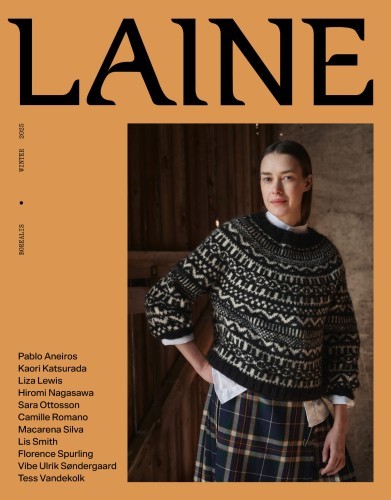 LAINE
BOREALIS • WINTER 2025
Pablo Aneiros
Kaori Katsurada
Liza Lewis
Hiromi Nagasawa
Sara Ottosson
Camille Romano
Macarena Silva
Lis Smith
Florence Spurling
Vibe Ulrik Søndergaard
Tess Vandekolk